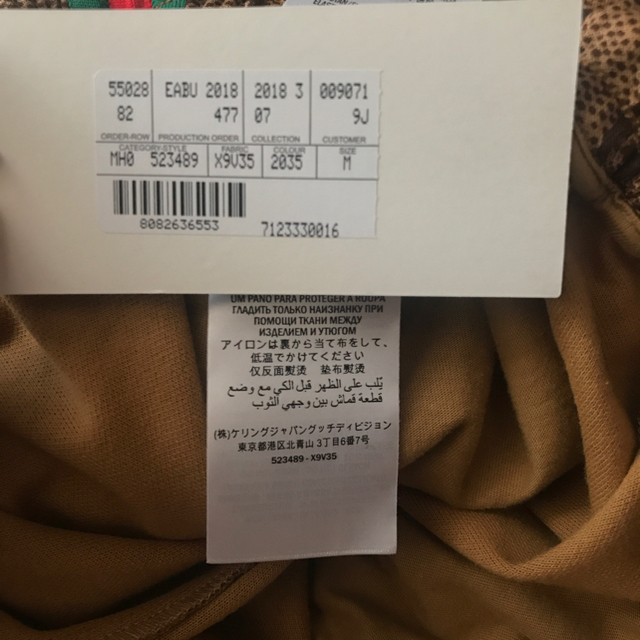 55028 EABU 2018 2018 3 009071
82 477 07 9J
ORDER-ROW PRODUCTION ORDER COLLECTION CUSTOMER
CATEGORY-STYLE FABRIC COLOUR SIZE
MH0 523489 X9V35 2035 M
8082636553 7123330016
UM PANO PARA PROTEGER A ROUPA
ГЛАДИТЬ ТОЛЬКО НАИЗНАНКУ ПРИ
ПОМОЩИ ТКАНИ МЕЖДУ
ИЗДЕЛИЕМ И УТЮГОМ
アイロンは裏から当て布をして、
低温でかけてください
仅反面熨烫 垫布熨烫
يُقلب على الظهر قبل الكي مع وضع
قطعة قماش بين وجهي الثوب
(株)ケリングジャパングッチディビジョン
東京都港区北青山 3丁目6番7号
523489 - X9V35